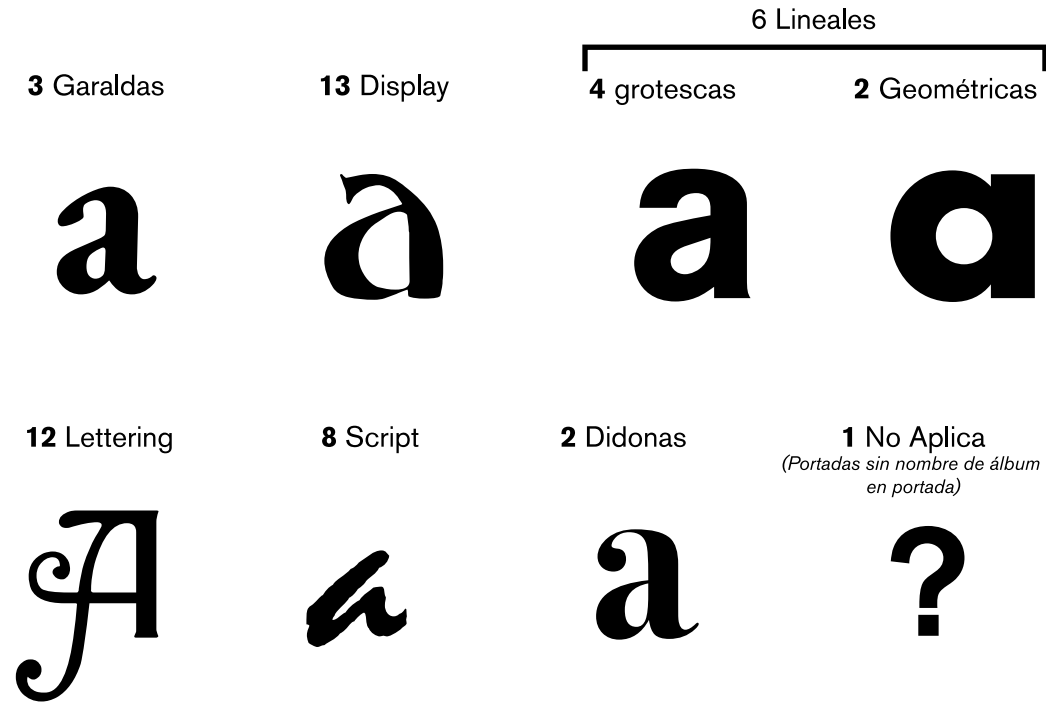 6 Lineales
3 Garaldas
13 Display
4 grotescas
2 Geométricas
a
a
a
a
12 Lettering
8 Script
2 Didonas
1 No Aplica
(Portadas sin nombre de álbum
en portada)
A
a
a
?